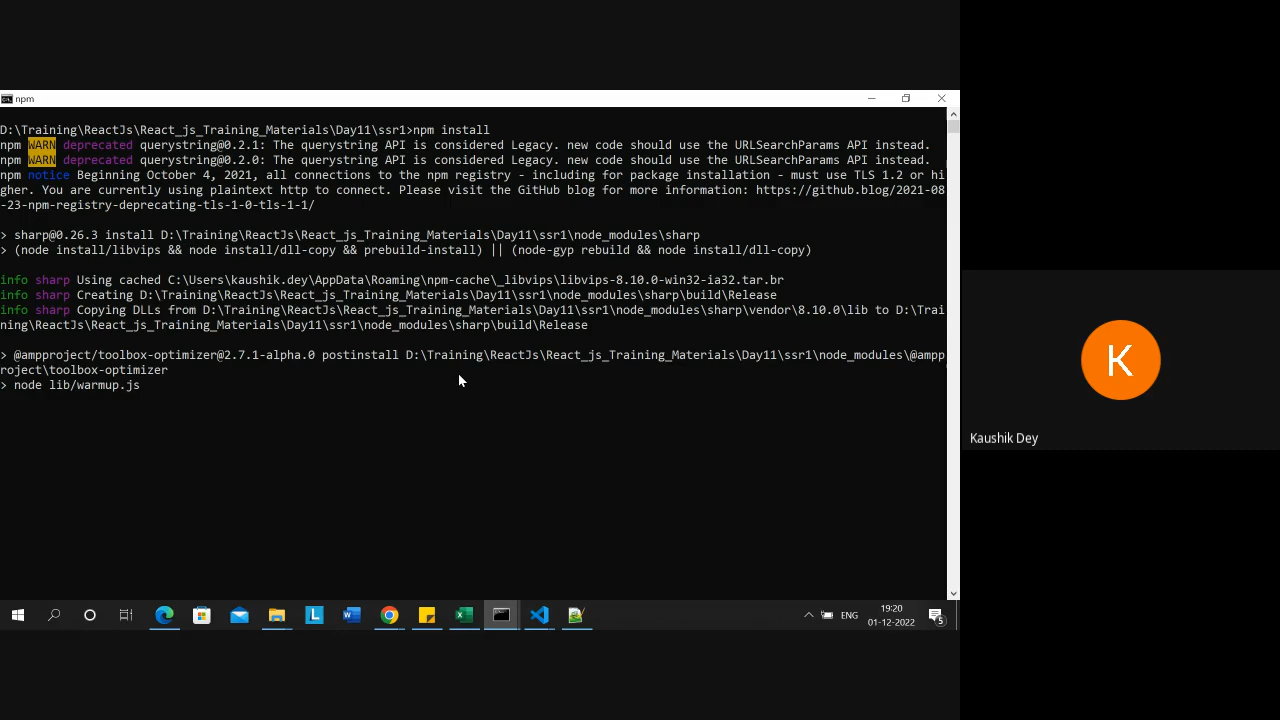 npm
D:\Training\ReactJs\React_js_Training_Materials\Day11\ssr1>npm install
npm WARN deprecated querystring@0.2.1: The querystring API is considered Legacy. new code should use the URLSearchParams API instead.
npm WARN deprecated querystring@0.2.0: The querystring API is considered Legacy. new code should use the URLSearchParams API instead.
npm notice Beginning October 4, 2021, all connections to the npm registry - including for package installation - must use TLS 1.2 or hi
gher. You are currently using plaintext http to connect. Please visit the GitHub blog for more information: https://github.blog/2021-08
-23-npm-registry-deprecating-tls-1-0-tls-1-1/
> sharp@0.26.3 install D:\Training\ReactJs\React_js_Training_Materials\Day11\ssr1\node_modules\sharp
> (node install/libvips && node install/dll-copy && prebuild-install) || (node-gyp rebuild && node install/dll-copy)
info sharp Using cached C:\Users\kaushik.dey\AppData\Roaming\npm-cache\_libvips\libvips-8.10.0-win32-ia32.tar.br
info sharp Creating D:\Training\ReactJs\React_js_Training_Materials\Day11\ssr1\node_modules\sharp\build\Release
info sharp Copying DLLs from D:\Training\ReactJs\React_js_Training_Materials\Day11\ssr1\node_modules\sharp\vendor\8.10.0\lib to D:\Trai
ning\ReactJs\React_js_Training_Materials\Day11\ssr1\node_modules\sharp\build\Release
> @ampproject/toolbox-optimizer@2.7.1-alpha.0 postinstall D:\Training\ReactJs\React_js_Training_Materials\Day11\ssr1\node_modules\@amp
project\toolbox-optimizer
> node lib/warmup.js
K
Kaushik Dey
L
ENG
19:20
01-12-2022
5